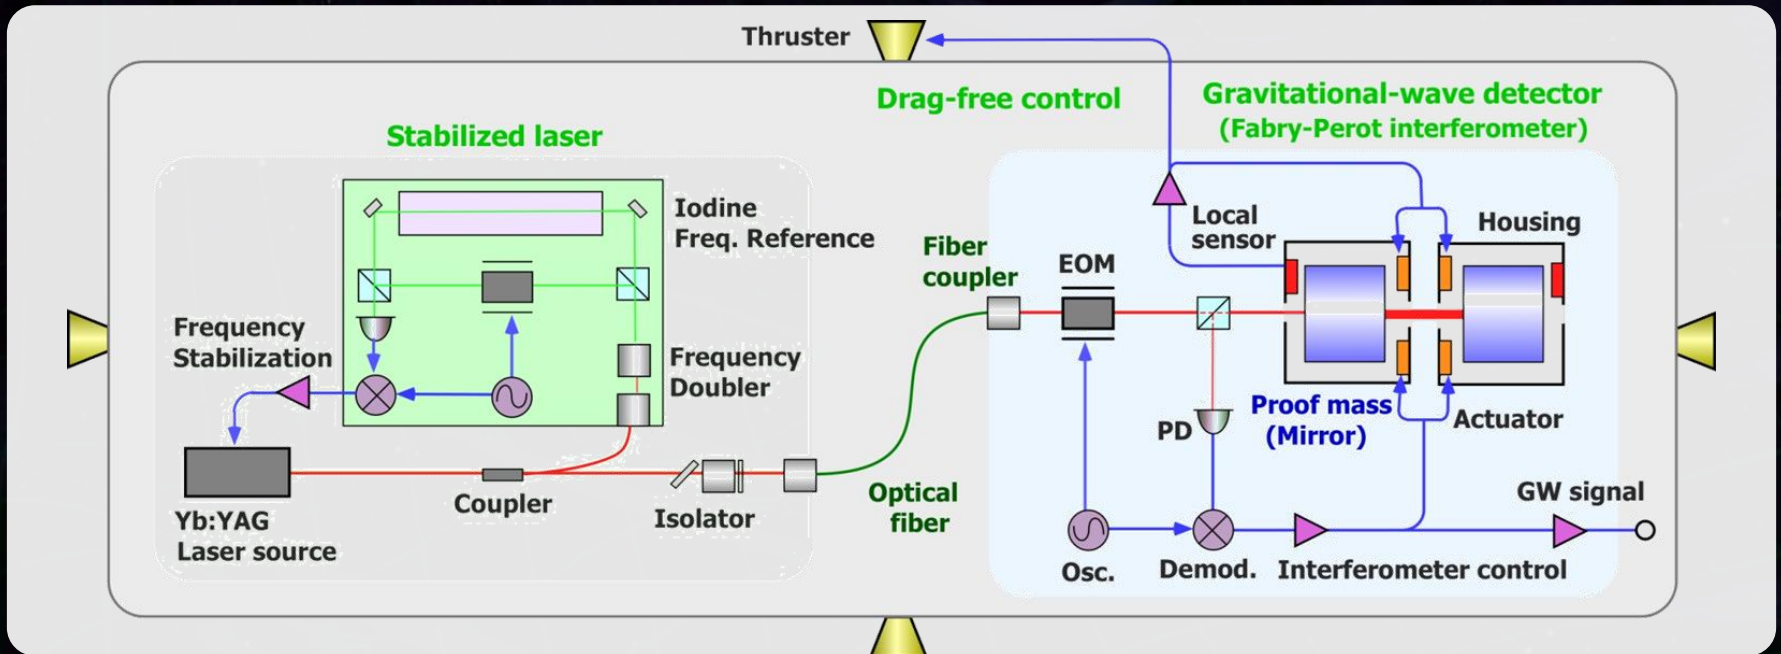 Thruster
Drag-free control
Gravitational-wave detector
(Fabry-Perot interferometer)
Stabilized laser
Iodine
Freq. Reference
Local
sensor
Housing
Fiber
coupler
EOM
Frequency
Stabilization
Frequency
Doubler
Proof mass
(Mirror)
Actuator
PD
Coupler
Isolator
Optical
fiber
GW signal
Yb:YAG
Laser source
Osc.
Demod.
Interferometer control